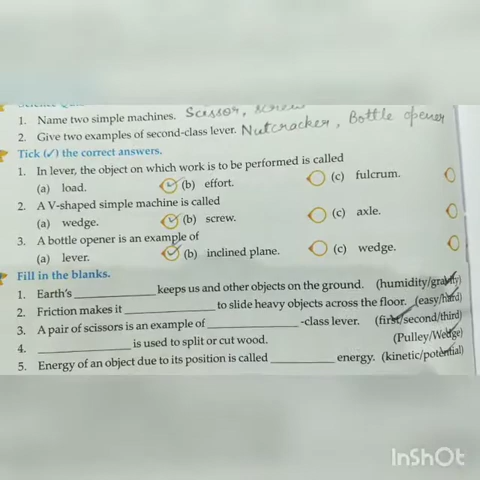 1. Name two simple machines. Scissor, screw
2. Give two examples of second-class lever. Nutcracker, Bottle opener
Tick (✓) the correct answers.
1. In lever, the object on which work is to be performed is called
(a) load. (b) effort. (c) fulcrum.
2. A V-shaped simple machine is called
(a) wedge. (b) screw. (c) axle.
3. A bottle opener is an example of
(a) lever. (b) inclined plane. (c) wedge.
Fill in the blanks.
1. Earth's ____________ keeps us and other objects on the ground. (humidity/gravity)
2. Friction makes it ____________ to slide heavy objects across the floor. (easy/hard)
3. A pair of scissors is an example of ____________ -class lever. (first/second/third)
4. ____________ is used to split or cut wood. (Pulley/Wedge)
5. Energy of an object due to its position is called ____________ energy. (kinetic/potential)
InShOt